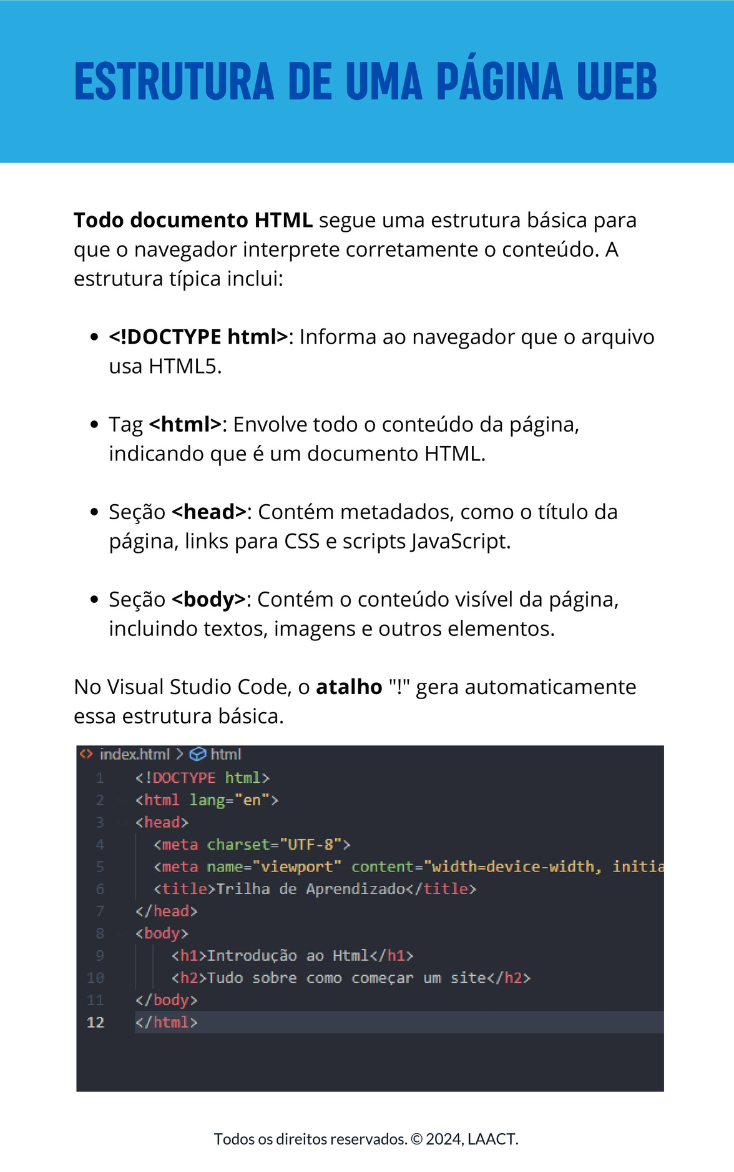 ESTRUTURA DE UMA PÁGINA WEB
Todo documento HTML segue uma estrutura básica para
que o navegador interprete corretamente o conteúdo. A
estrutura típica inclui:
• <!DOCTYPE html>: Informa ao navegador que o arquivo
usa HTML5.
• Tag <html>: Envolve todo o conteúdo da página,
indicando que é um documento HTML.
• Seção <head>: Contém metadados, como o título da
página, links para CSS e scripts JavaScript.
• Seção <body>: Contém o conteúdo visível da página,
incluindo textos, imagens e outros elementos.
No Visual Studio Code, o atalho "!" gera automaticamente
essa estrutura básica.
<> index.html > html
1 <!DOCTYPE html>
2 <html lang="en">
3 <head>
4 <meta charset="UTF-8">
5 <meta name="viewport" content="width=device-width, initia
6 <title>Trilha de Aprendizado</title>
7 </head>
8 <body>
9 <h1>Introdução ao Html</h1>
10 <h2>Tudo sobre como começar um site</h2>
11 </body>
12 </html>
Todos os direitos reservados. © 2024, LAACT.